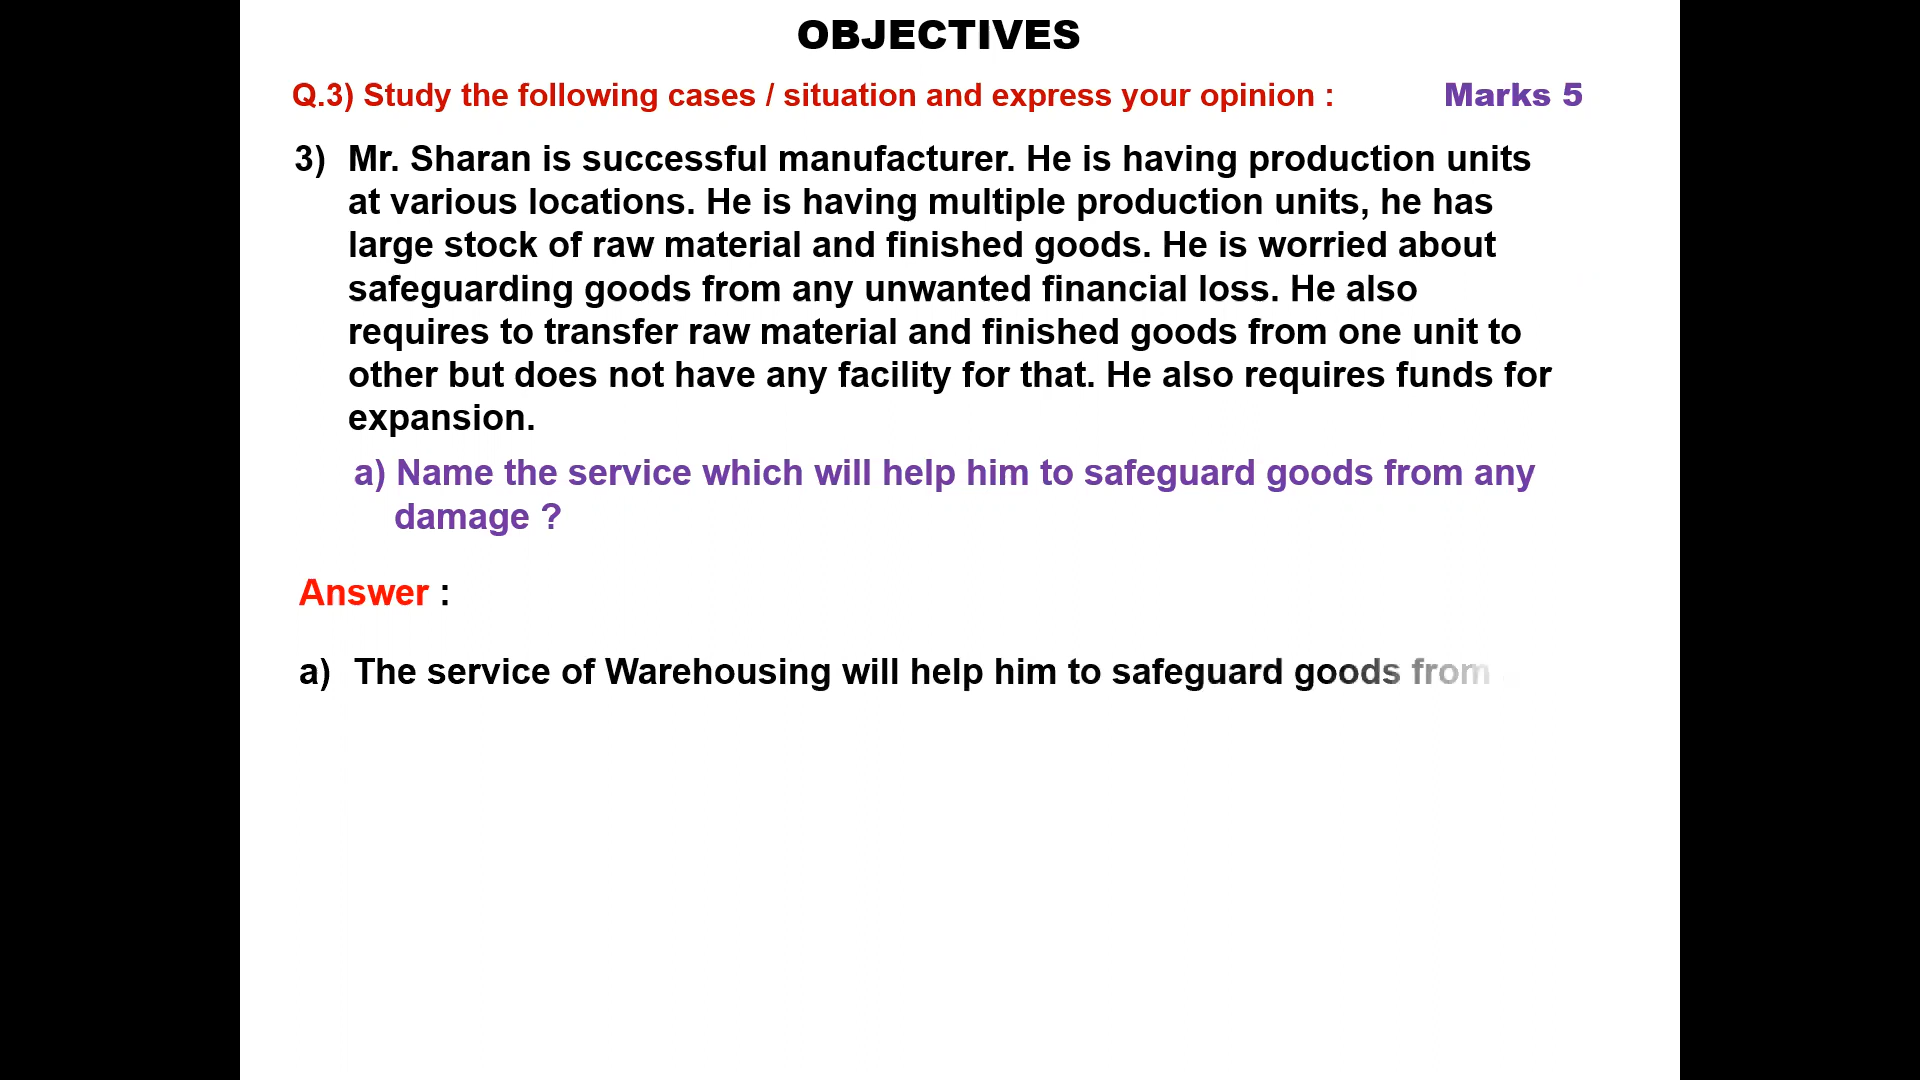 OBJECTIVES
Q.3) Study the following cases / situation and express your opinion : Marks 5
3) Mr. Sharan is successful manufacturer. He is having production units
at various locations. He is having multiple production units, he has
large stock of raw material and finished goods. He is worried about
safeguarding goods from any unwanted financial loss. He also
requires to transfer raw material and finished goods from one unit to
other but does not have any facility for that. He also requires funds for
expansion.
a) Name the service which will help him to safeguard goods from any
damage ?
Answer :
a) The service of Warehousing will help him to safeguard goods from